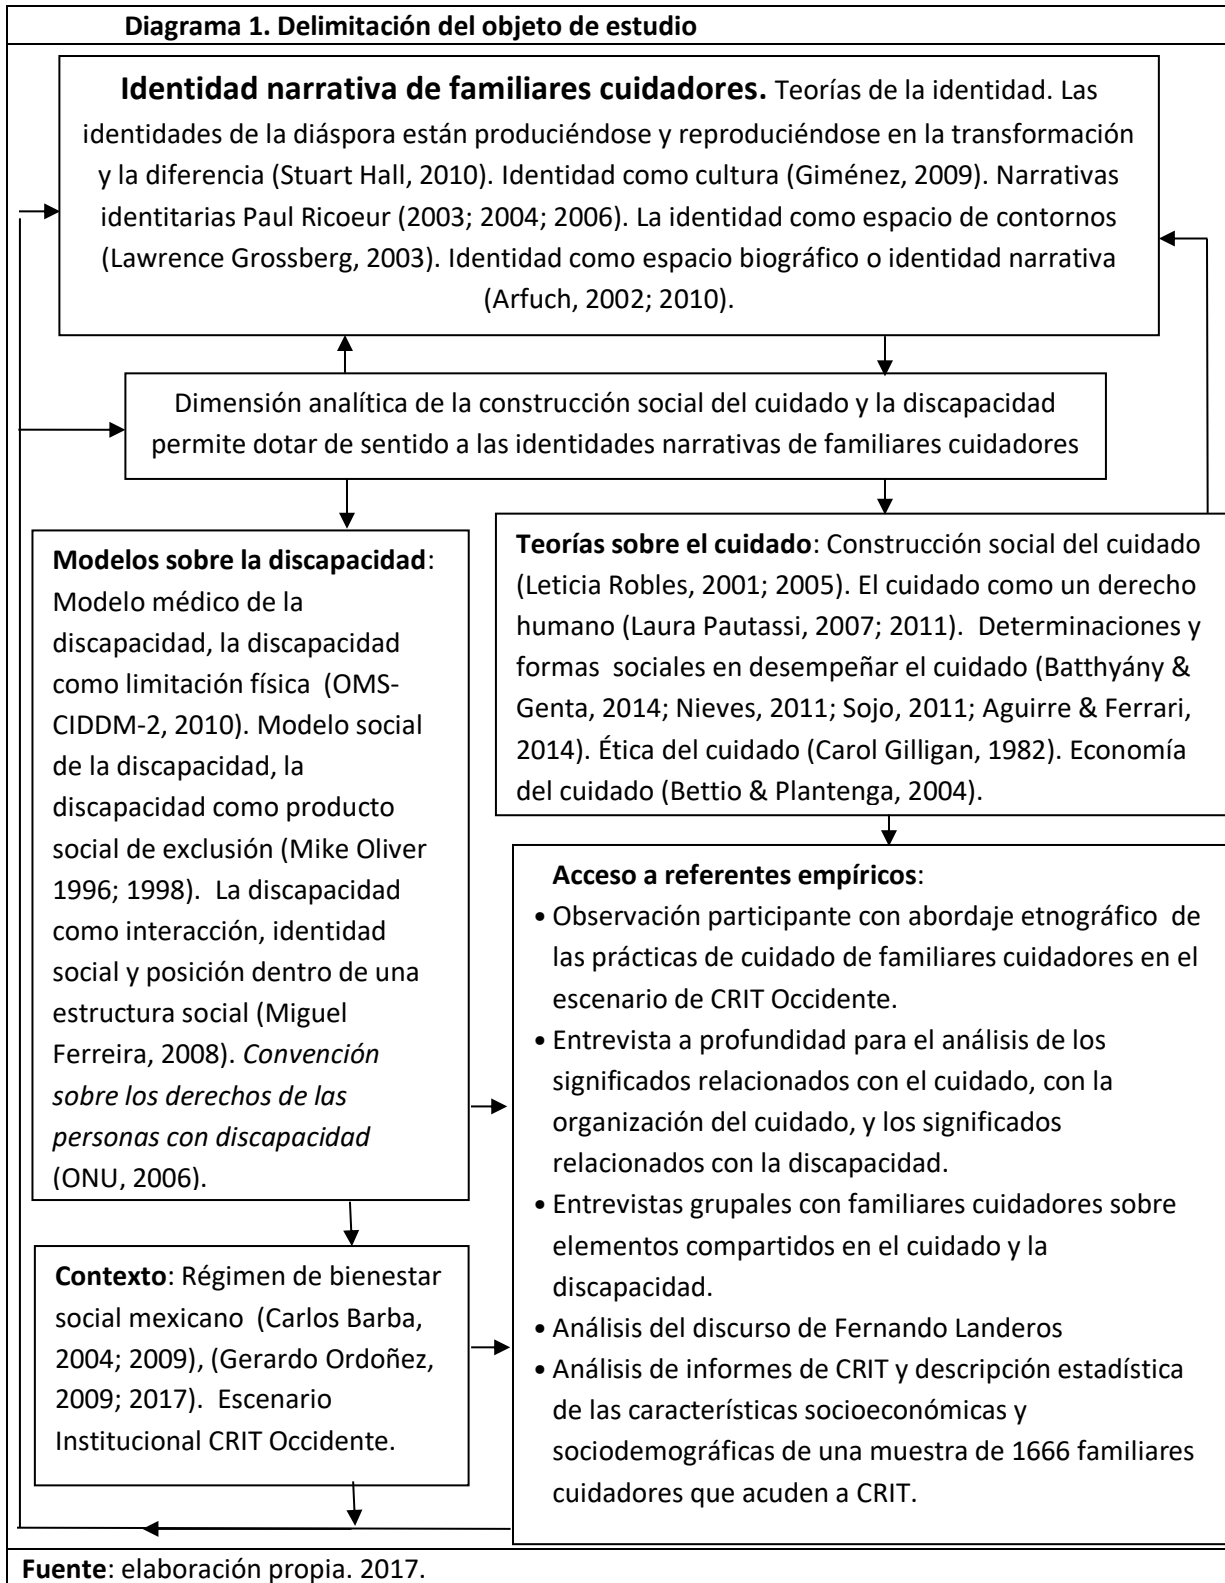 Diagrama 1. Delimitación del objeto de estudio
Identidad narrativa de familiares cuidadores. Teorías de la identidad. Las
identidades de la diáspora están produciéndose y reproduciéndose en la transformación
y la diferencia (Stuart Hall, 2010). Identidad como cultura (Giménez, 2009). Narrativas
identitarias Paul Ricoeur (2003; 2004; 2006). La identidad como espacio de contornos
(Lawrence Grossberg, 2003). Identidad como espacio biográfico o identidad narrativa
(Arfuch, 2002; 2010).
Dimensión analítica de la construcción social del cuidado y la discapacidad
permite dotar de sentido a las identidades narrativas de familiares cuidadores
Modelos sobre la discapacidad:
Modelo médico de la
discapacidad, la discapacidad
como limitación física (OMS-
CIDDM-2, 2010). Modelo social
de la discapacidad, la
discapacidad como producto
social de exclusión (Mike Oliver
1996; 1998). La discapacidad
como interacción, identidad
social y posición dentro de una
estructura social (Miguel
Ferreira, 2008). Convención
sobre los derechos de las
personas con discapacidad
(ONU, 2006).
Teorías sobre el cuidado: Construcción social del cuidado
(Leticia Robles, 2001; 2005). El cuidado como un derecho
humano (Laura Pautassi, 2007; 2011). Determinaciones y
formas sociales en desempeñar el cuidado (Batthyány &
Genta, 2014; Nieves, 2011; Sojo, 2011; Aguirre & Ferrari,
2014). Ética del cuidado (Carol Gilligan, 1982). Economía
del cuidado (Bettio & Plantenga, 2004).
Contexto: Régimen de bienestar
social mexicano (Carlos Barba,
2004; 2009), (Gerardo Ordoñez,
2009; 2017). Escenario
Institucional CRIT Occidente.
Acceso a referentes empíricos:
• Observación participante con abordaje etnográfico de
las prácticas de cuidado de familiares cuidadores en el
escenario de CRIT Occidente.
• Entrevista a profundidad para el análisis de los
significados relacionados con el cuidado, con la
organización del cuidado, y los significados
relacionados con la discapacidad.
• Entrevistas grupales con familiares cuidadores sobre
elementos compartidos en el cuidado y la
discapacidad.
• Análisis del discurso de Fernando Landeros
• Análisis de informes de CRIT y descripción estadística
de las características socioeconómicas y
sociodemográficas de una muestra de 1666 familiares
cuidadores que acuden a CRIT.
Fuente: elaboración propia. 2017.